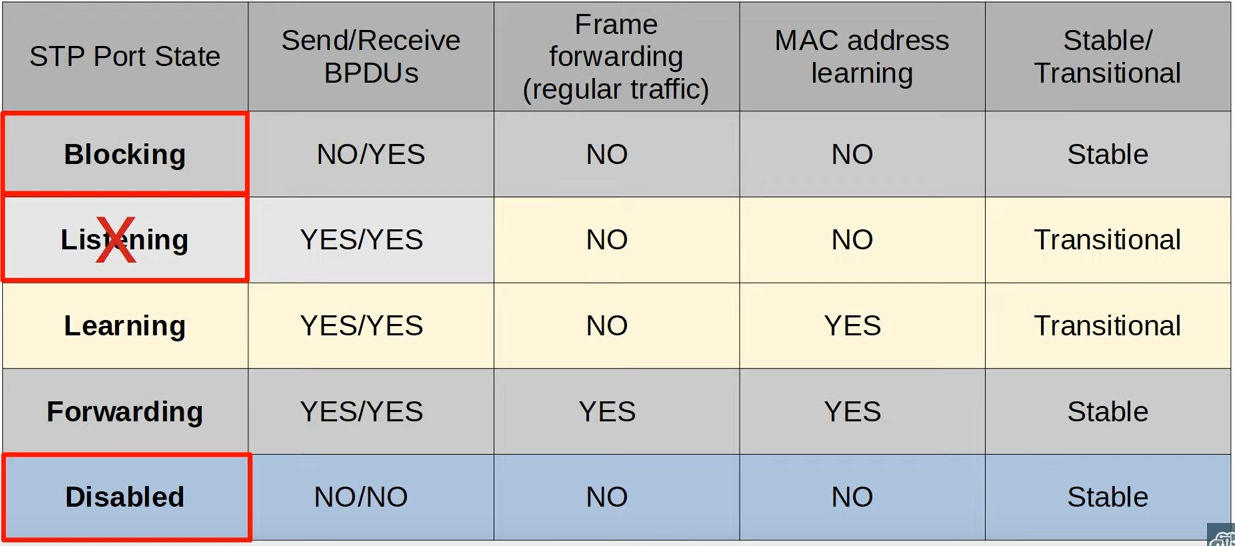 STP Port State
Send/Receive
BPDUs
Frame
forwarding
(regular traffic)
MAC address
learning
Stable/
Transitional
Blocking
NO/YES
NO
NO
Stable
Listening
X
YES/YES
NO
NO
Transitional
Learning
YES/YES
NO
YES
Transitional
Forwarding
YES/YES
YES
YES
Stable
Disabled
NO/NO
NO
NO
Stable